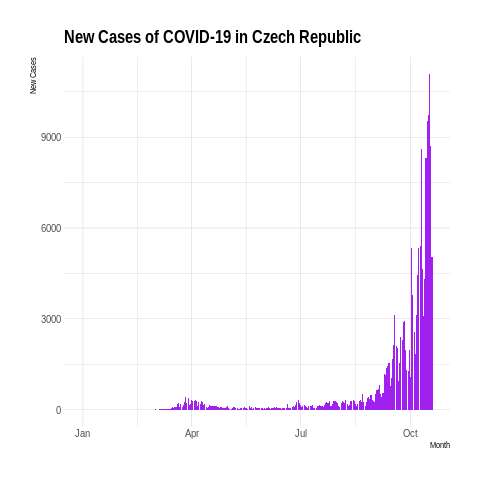 New Cases of COVID-19 in Czech Republic
New Cases
9000
6000
3000
0
Jan Apr Jul Oct
Month